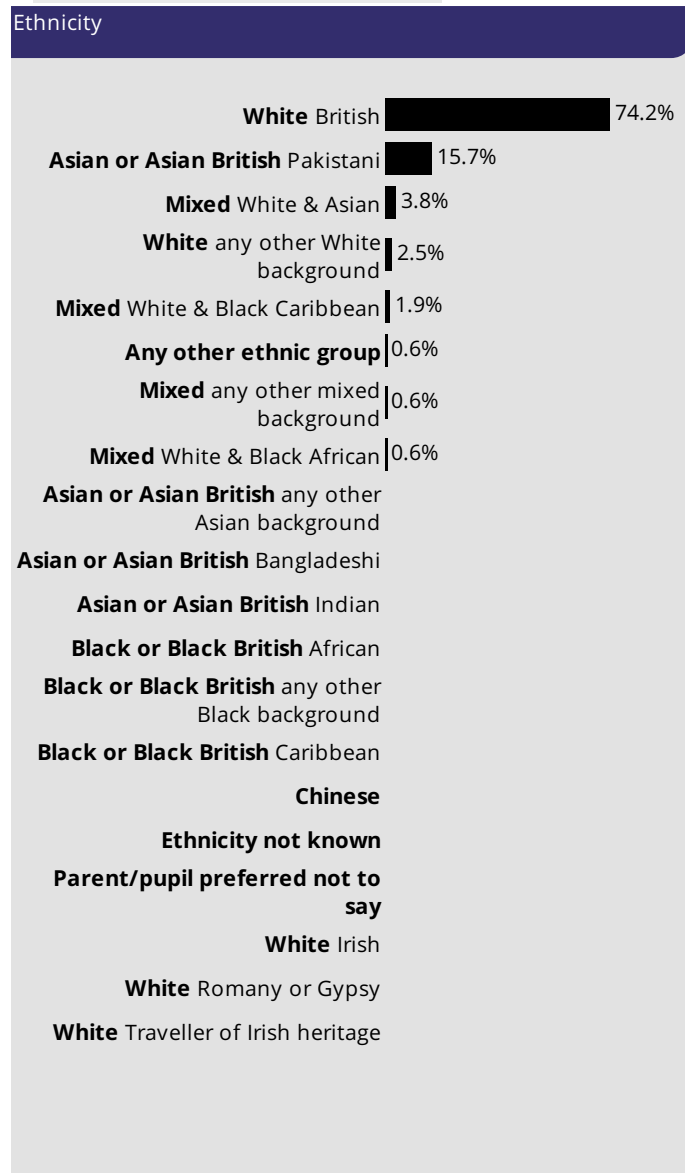 Ethnicity
White British 74.2%
Asian or Asian British Pakistani 15.7%
Mixed White & Asian 3.8%
White any other White
background 2.5%
Mixed White & Black Caribbean 1.9%
Any other ethnic group 0.6%
Mixed any other mixed
background 0.6%
Mixed White & Black African 0.6%
Asian or Asian British any other
Asian background
Asian or Asian British Bangladeshi
Asian or Asian British Indian
Black or Black British African
Black or Black British any other
Black background
Black or Black British Caribbean
Chinese
Ethnicity not known
Parent/pupil preferred not to
say
White Irish
White Romany or Gypsy
White Traveller of Irish heritage